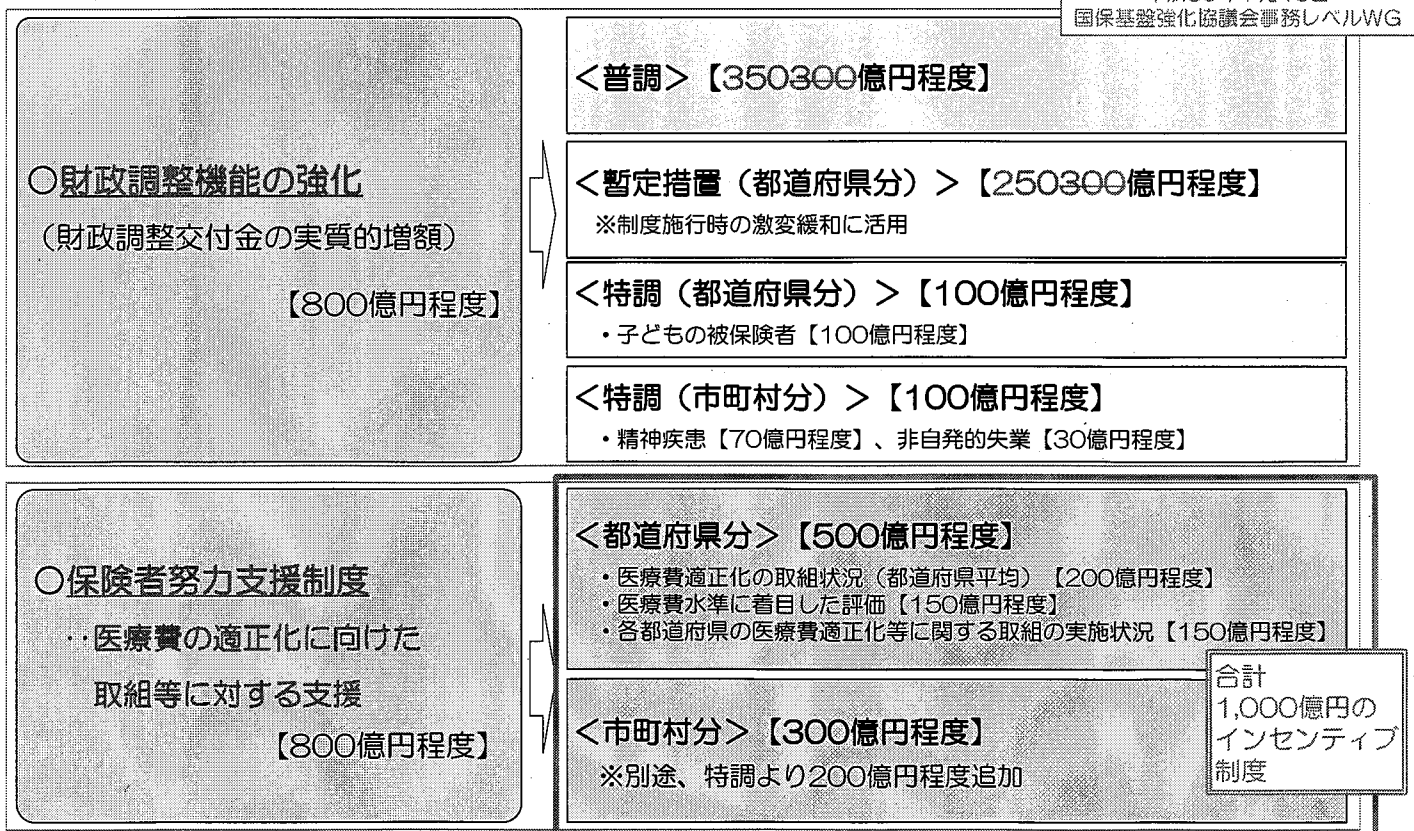 国保基盤強化協議会事務レベルWG
○財政調整機能の強化
(財政調整交付金の実質的増額)
【800億円程度】
<普調>【350300億円程度】
<暫定措置(都道府県分)>【250300億円程度】
※制度施行時の激変緩和に活用
<特調(都道府県分)>【100億円程度】
・子どもの被保険者【100億円程度】
<特調(市町村分)>【100億円程度】
・精神疾患【70億円程度】、非自発的失業【30億円程度】
○保険者努力支援制度
‥医療費の適正化に向けた
取組等に対する支援
【800億円程度】
<都道府県分>【500億円程度】
・医療費適正化の取組状況(都道府県平均)【200億円程度】
・医療費水準に着目した評価【150億円程度】
・各都道府県の医療費適正化等に関する取組の実施状況【150億円程度】
<市町村分>【300億円程度】
※別途、特調より200億円程度追加
合計
1,000億円の
インセンティブ
制度